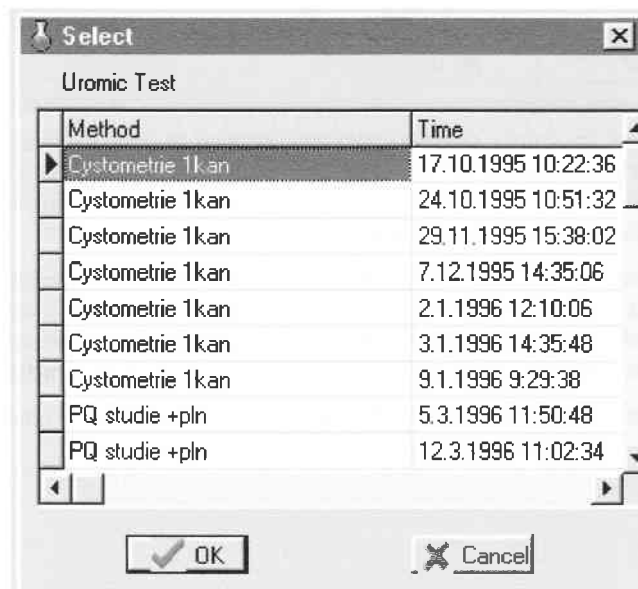 Select
Uromic Test
Method Time
Cystometrie 1kan 17.10.1995 10:22:36
Cystometrie 1kan 24.10.1995 10:51:32
Cystometrie 1kan 29.11.1995 15:38:02
Cystometrie 1kan 7.12.1995 14:35:06
Cystometrie 1kan 2.1.1996 12:10:06
Cystometrie 1kan 3.1.1996 14:35:48
Cystometrie 1kan 9.1.1996 9:29:38
PQ studie +pln 5.3.1996 11:50:48
PQ studie +pln 12.3.1996 11:02:34
OK Cancel